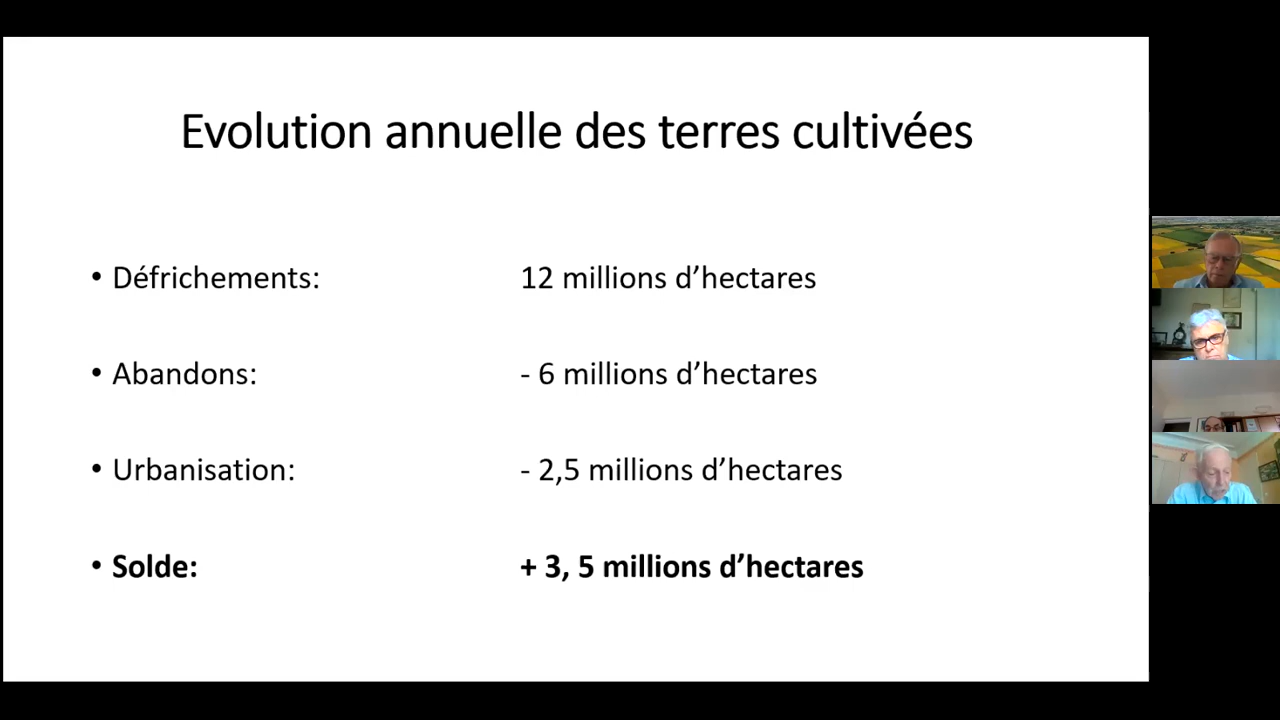 Evolution annuelle des terres cultivées
• Défrichements: 12 millions d’hectares
• Abandons: - 6 millions d’hectares
• Urbanisation: - 2,5 millions d’hectares
• Solde: + 3, 5 millions d’hectares